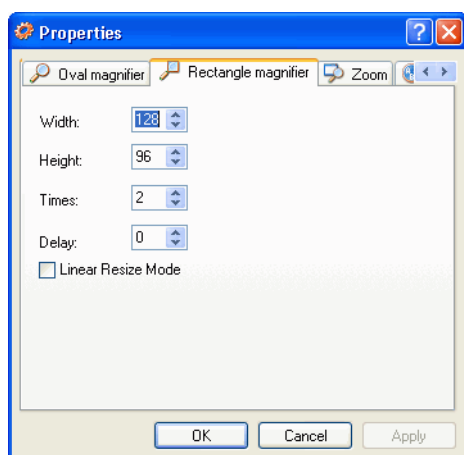 Properties
Oval magnifier Rectangle magnifier Zoom
Width: 128
Height: 96
Times: 2
Delay: 0
Linear Resize Mode
OK Cancel Apply